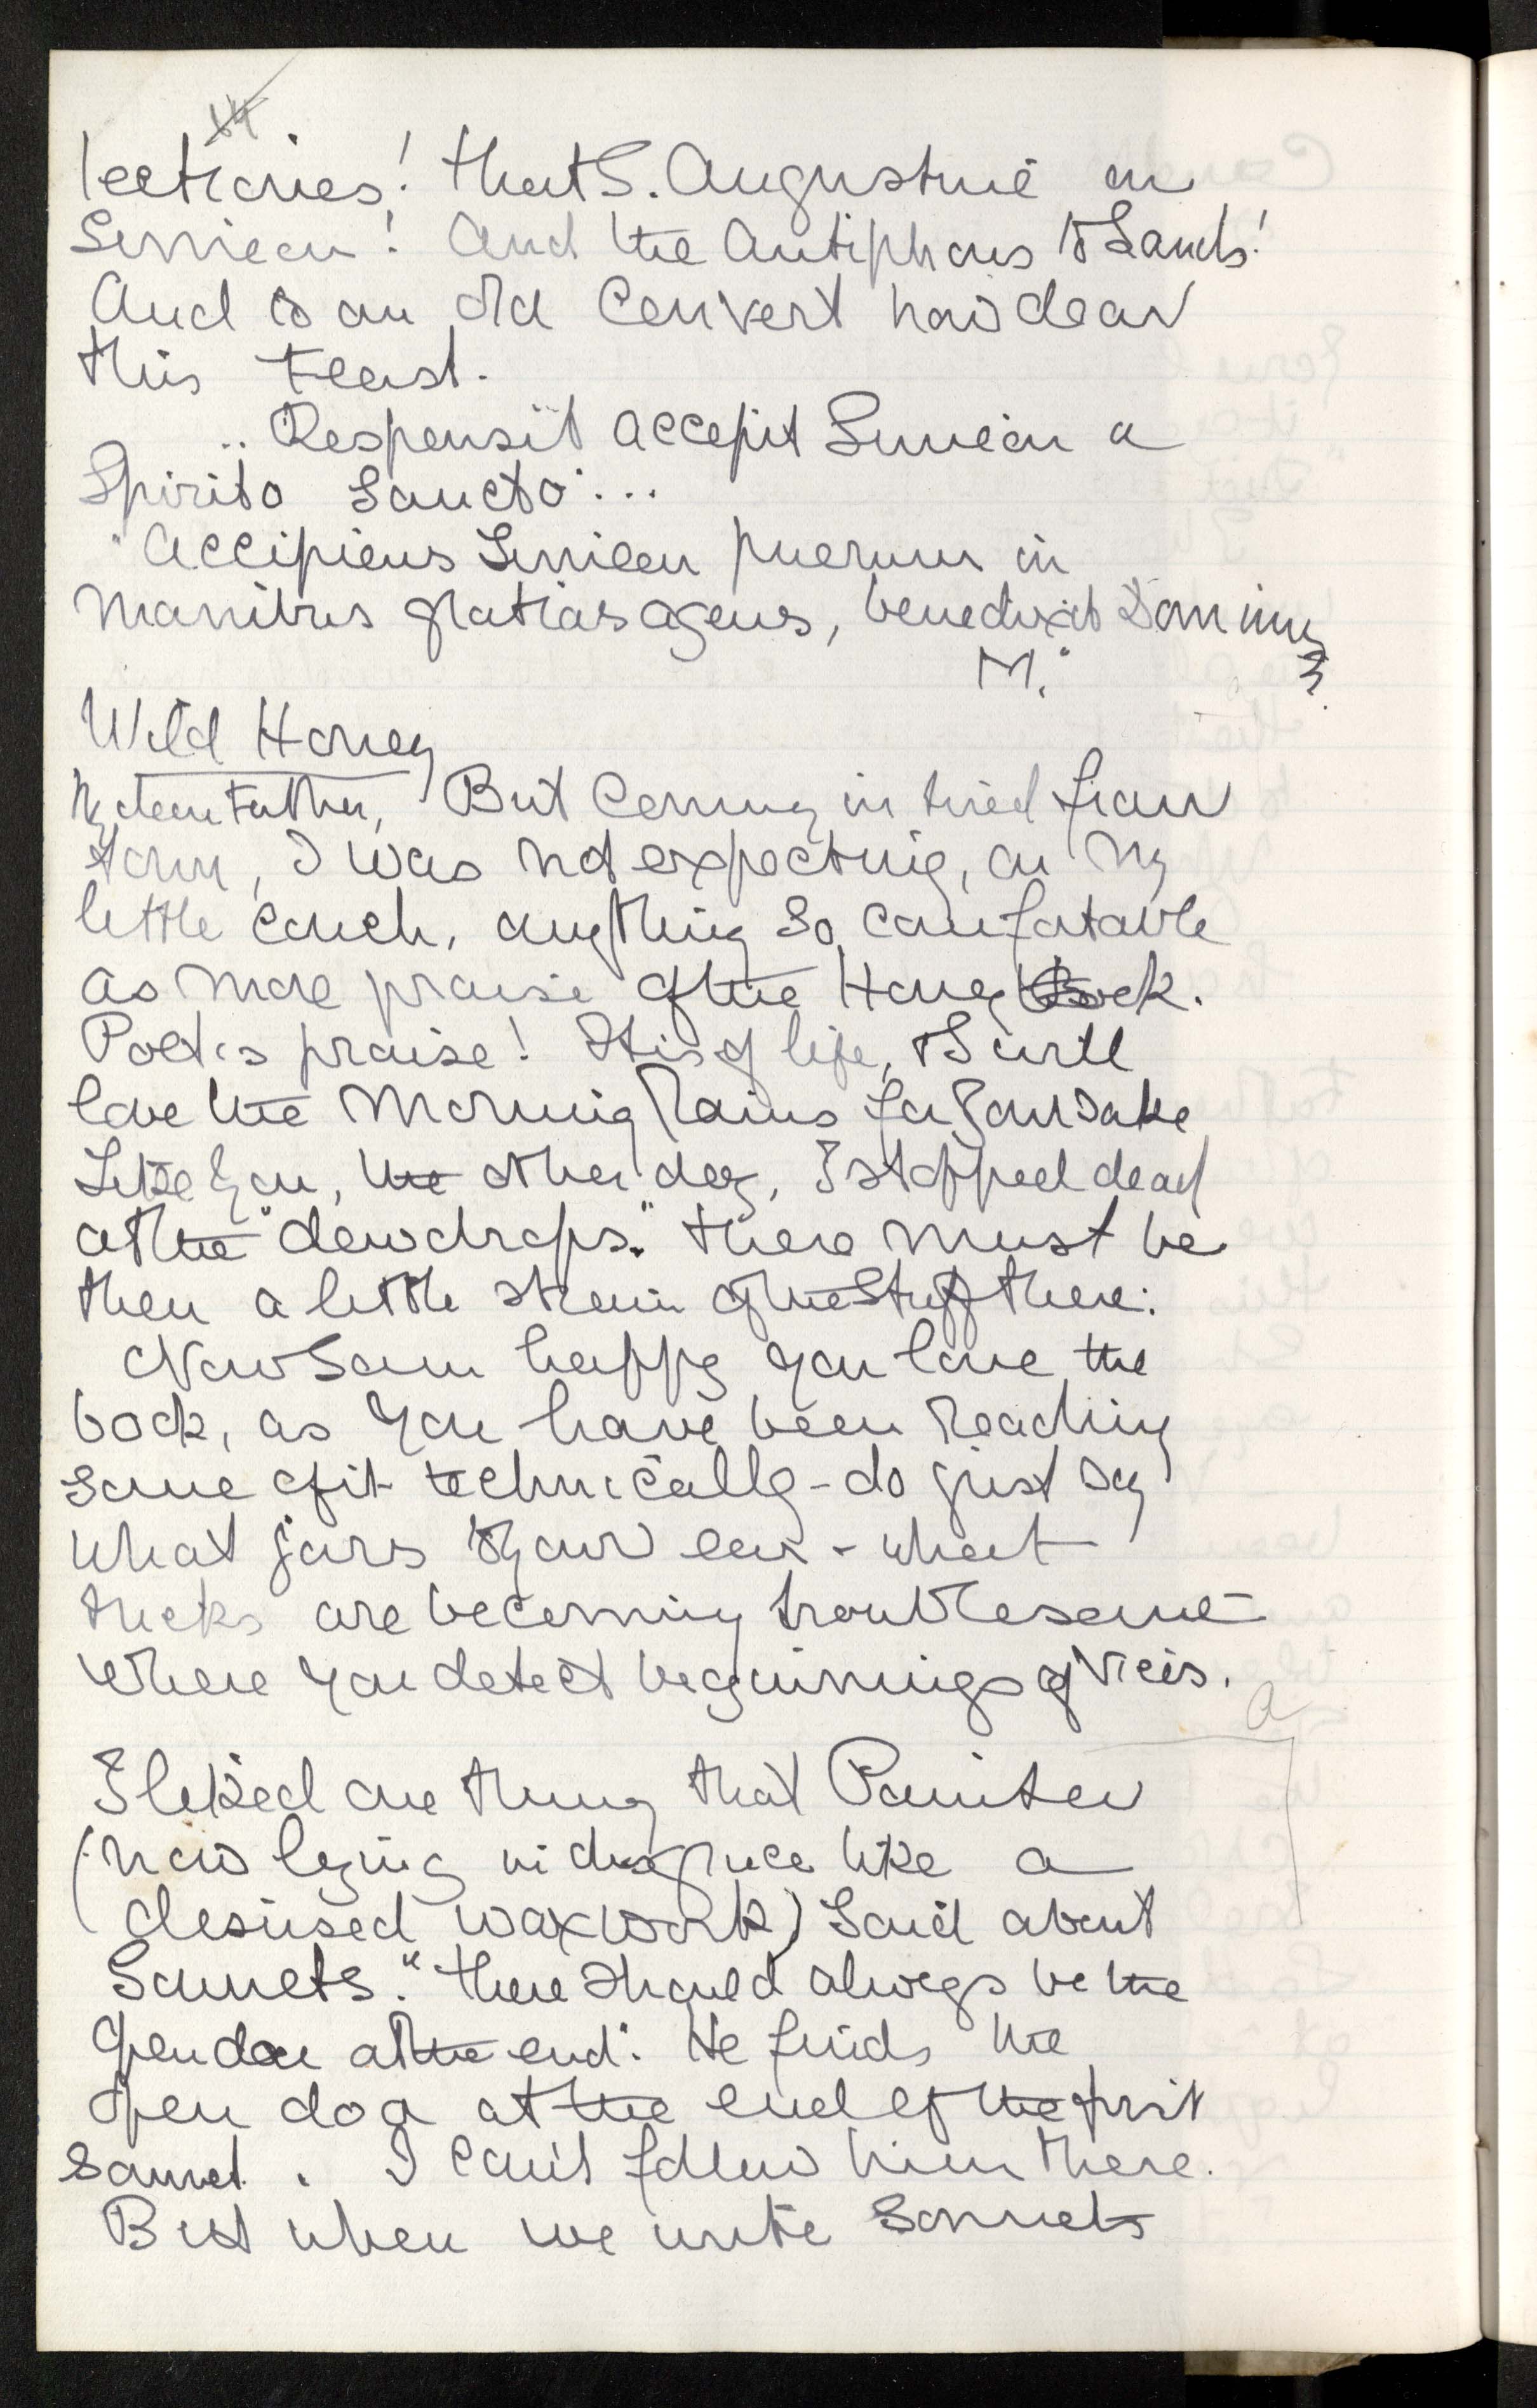 lections! That S. Augustine on
Simeon! And the Antiphons to Lauds!
And to an old Convert how dear
this Feast.
.. Responsit accepit Simeon a
Spirito Sancto...
"Accipiens Simeon puerum in
manibus gratias agens, benedixit Dominum
M.
Wild Honey
My dear Father, But coming in tired from
town, I was not expecting, on my
little couch, anything so comfortable
as more praise of the Honey book.
Poet's praise! It is of life, & I will
love the Morning Rains for your sake
Like you, the other day, I stopped dead
at the "dewdrops." There must be
then a little strain of the stuff there.
Now I am happy you love the
book, as you have been reading
some of it technically - do just say
what jars to your ear - what
tricks are becoming troublesome
where you detect beginnings of vices.
a
I liked one thing that Painter
(now lying in disgrace like a
desused waxwork) said about
Sonnets. "There should always be the
open door at the end". He finds the
open door at the end of the first
sonnet. I can't follow him there.
But when we write Sonnets